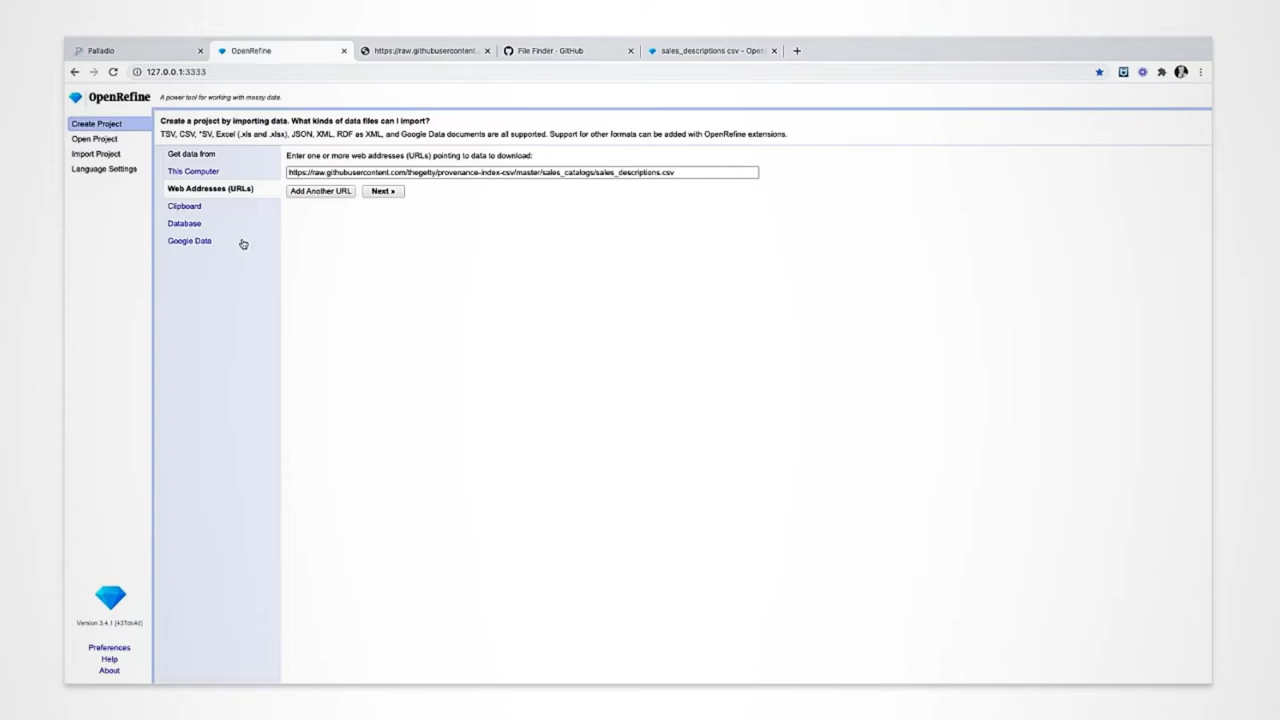 Palladio
OpenRefine
https://raw.githubusercontent.
File Finder · GitHub
sales_descriptions csv - Open
127.0.0.1:3333
OpenRefine A power tool for working with messy data.
Create Project
Open Project
Import Project
Language Settings
Create a project by importing data. What kinds of data files can I import?
TSV, CSV, *SV, Excel (.xls and .xlsx), JSON, XML, RDF as XML, and Google Data documents are all supported. Support for other formats can be added with OpenRefine extensions.
Get data from
This Computer
Web Addresses (URLs)
Clipboard
Database
Google Data
Enter one or more web addresses (URLs) pointing to data to download:
https://raw.githubusercontent.com/thegetty/provenance-index-csv/master/sales_catalogs/sales_descriptions.csv
Add Another URL Next »
Version 3.4.1 [437dc4d]
Preferences
Help
About